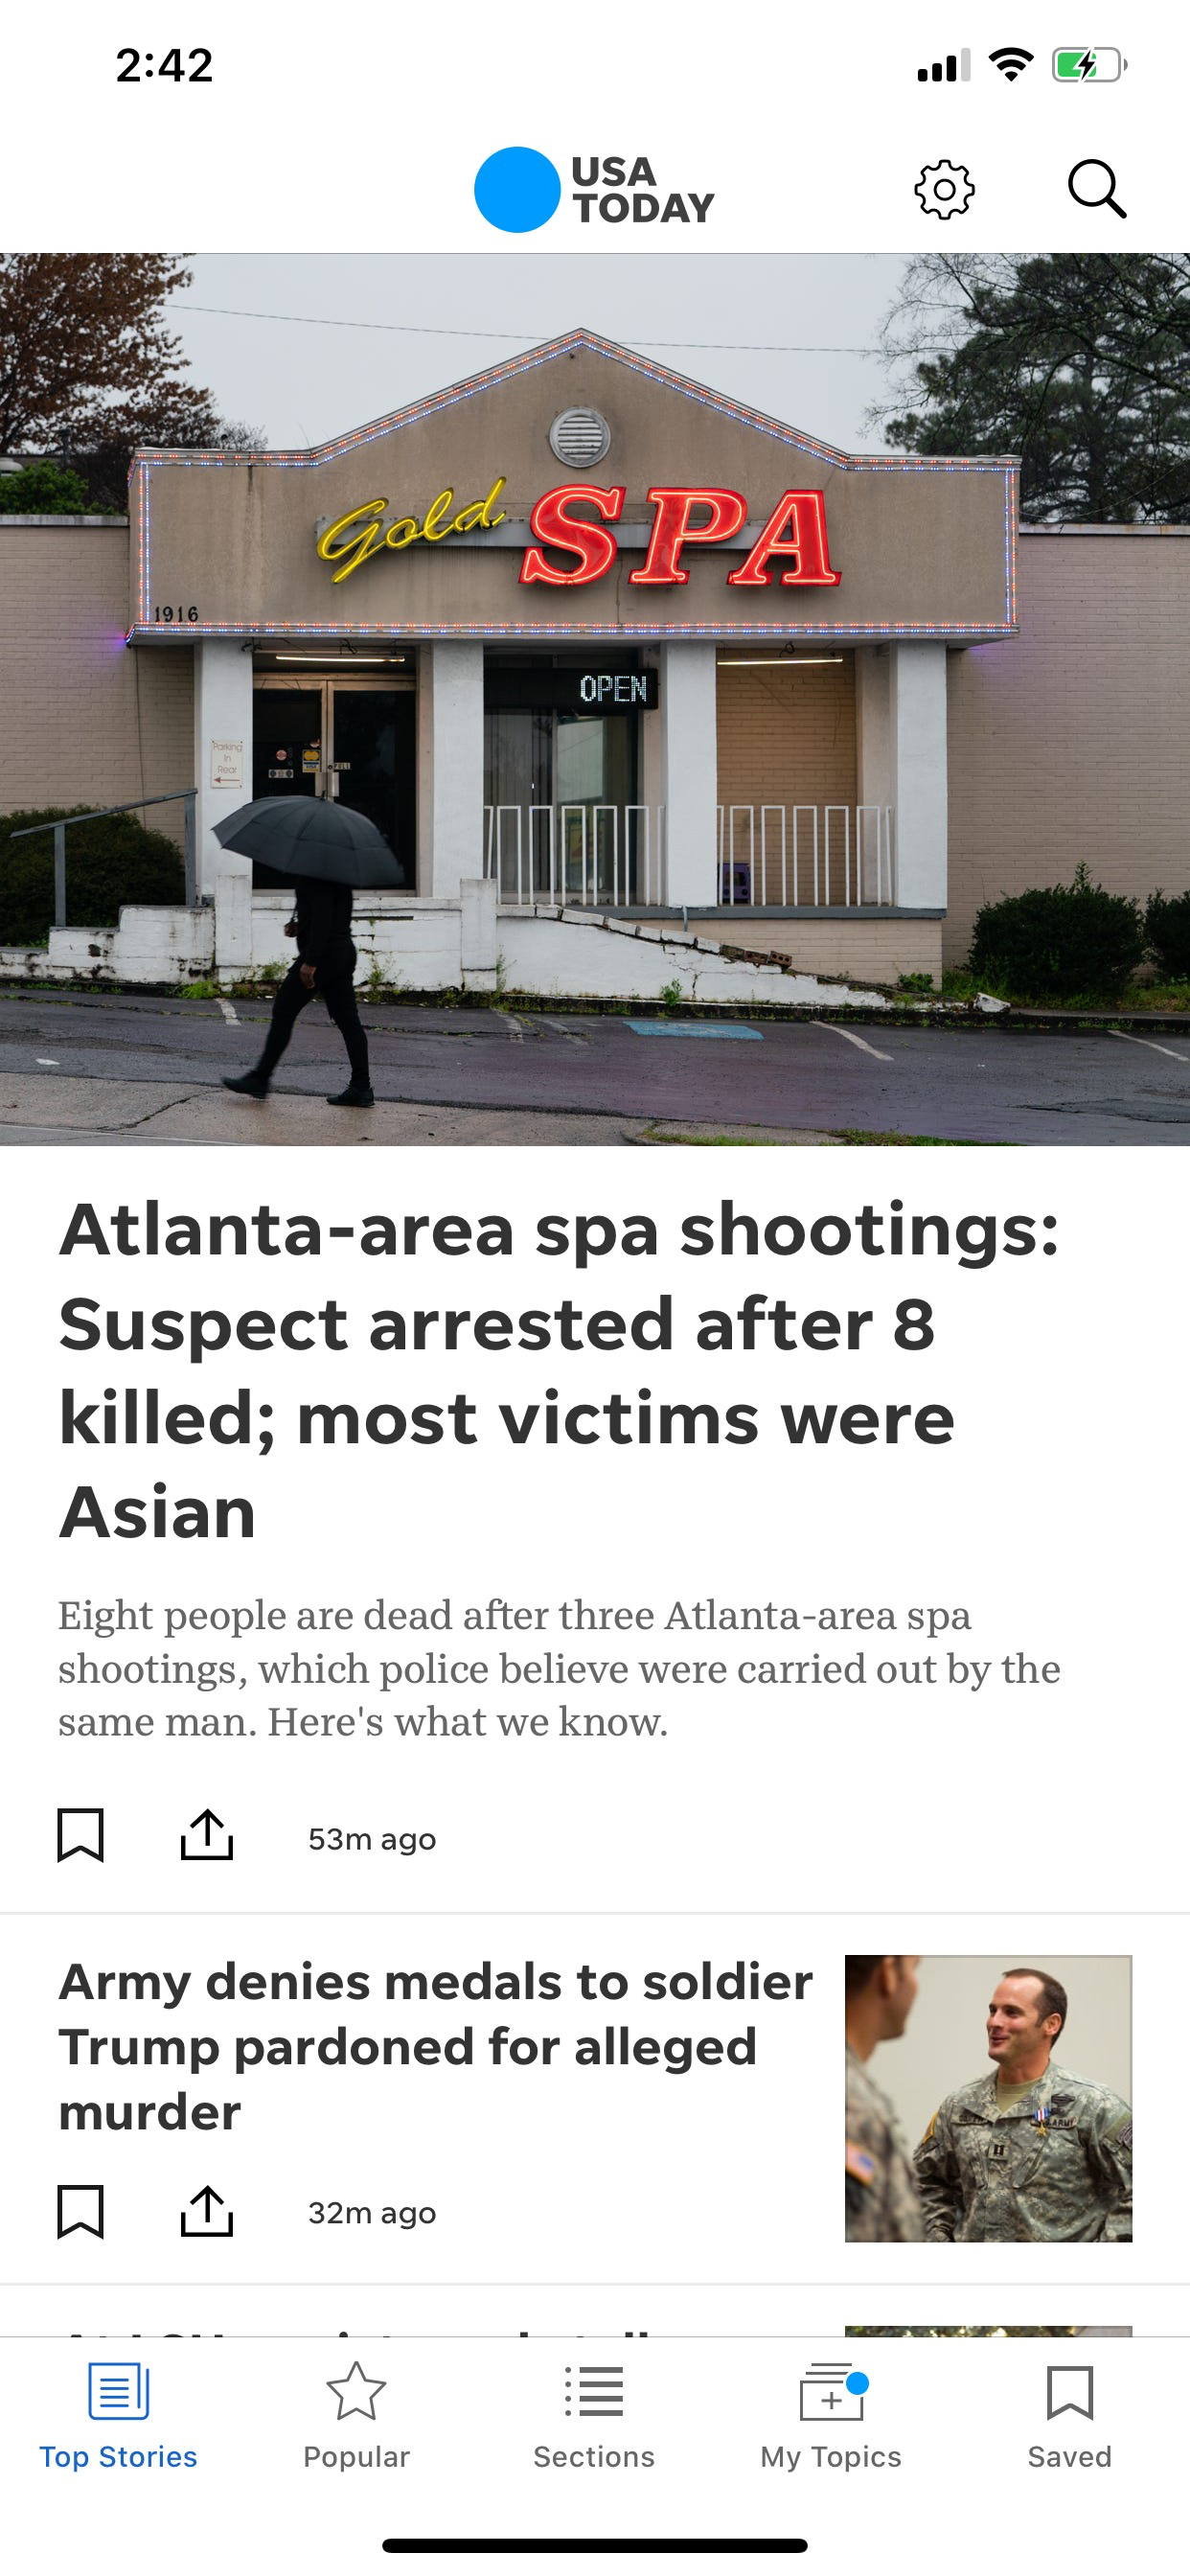 2:42
USA
TODAY
Gold SPA
1916
OPEN
Parking
In
Rear
PULL
Atlanta-area spa shootings:
Suspect arrested after 8
killed; most victims were
Asian
Eight people are dead after three Atlanta-area spa
shootings, which police believe were carried out by the
same man. Here's what we know.
53m ago
Army denies medals to soldier
Trump pardoned for alleged
murder
ARMY
32m ago
Top Stories
Popular
Sections
My Topics
Saved